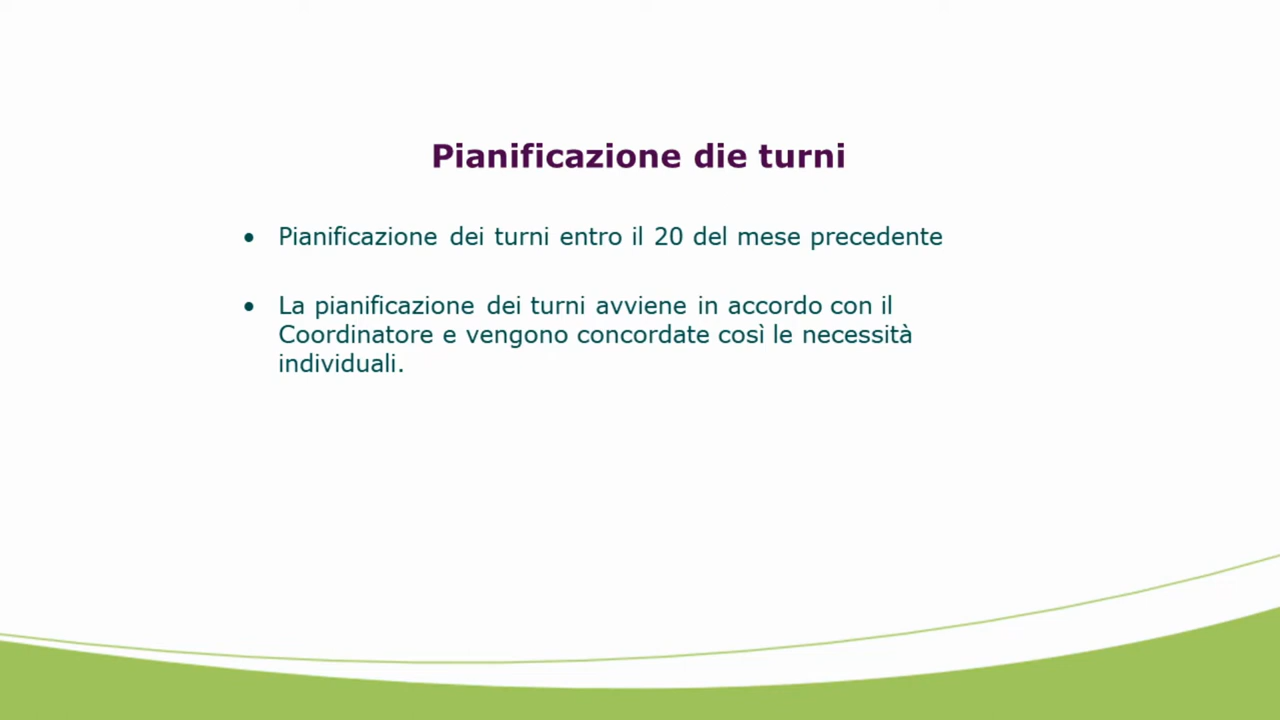 Pianificazione die turni
• Pianificazione dei turni entro il 20 del mese precedente
• La pianificazione dei turni avviene in accordo con il
Coordinatore e vengono concordate così le necessità
individuali.